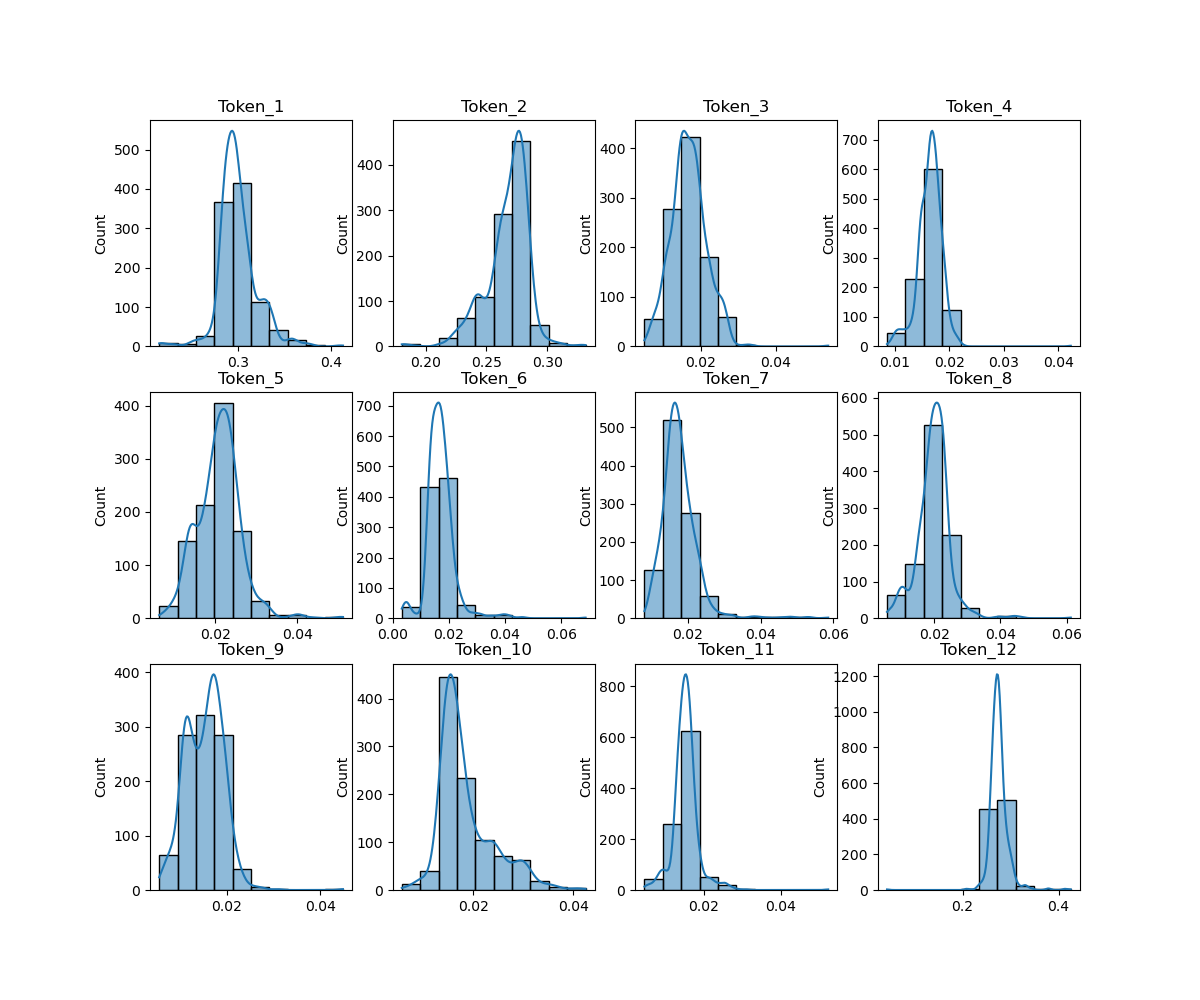 Token_1 Token_2 Token_3 Token_4
Count Count Count Count
500 400 300 200 100 0
400 300 200 100 0
400 300 200 100 0
700 600 500 400 300 200 100 0
0.3 0.4 0.20 0.25 0.30 0.02 0.04 0.01 0.02 0.03 0.04
Token_5 Token_6 Token_7 Token_8
Count Count Count Count
400 300 200 100 0
700 600 500 400 300 200 100 0
500 400 300 200 100 0
600 500 400 300 200 100 0
0.02 0.04 0.00 0.02 0.04 0.06 0.02 0.04 0.06 0.02 0.04 0.06
Token_9 Token_10 Token_11 Token_12
Count Count Count Count
400 300 200 100 0
400 300 200 100 0
800 600 400 200 0
1200 1000 800 600 400 200 0
0.02 0.04 0.02 0.04 0.02 0.04 0.2 0.4